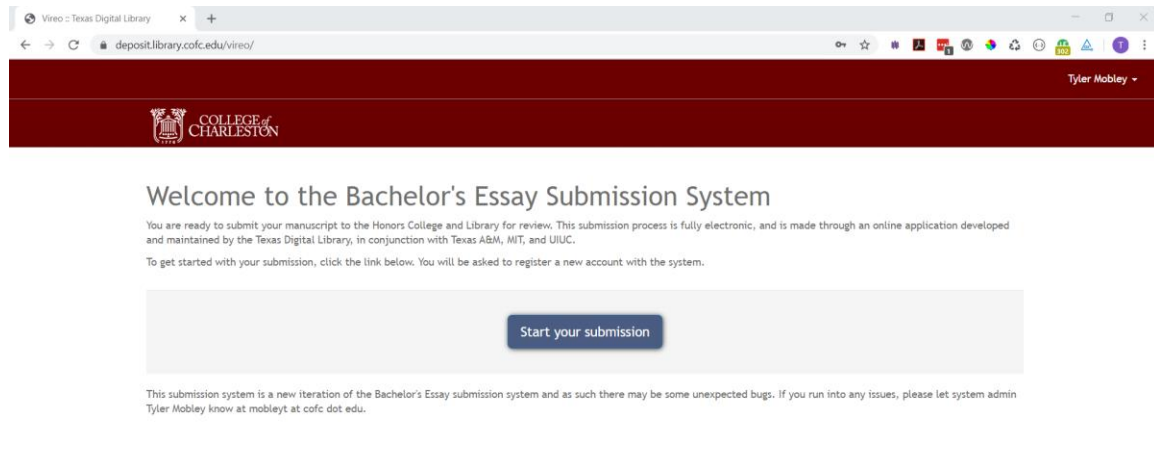 Vireo :: Texas Digital Library
deposit.library.cofc.edu/vireo/
1
302
T
Tyler Mobley
COLLEGE of
CHARLESTON
1770
Welcome to the Bachelor's Essay Submission System
You are ready to submit your manuscript to the Honors College and Library for review. This submission process is fully electronic, and is made through an online application developed
and maintained by the Texas Digital Library, in conjunction with Texas A&M, MIT, and UIUC.
To get started with your submission, click the link below. You will be asked to register a new account with the system.
Start your submission
This submission system is a new iteration of the Bachelor's Essay submission system and as such there may be some unexpected bugs. If you run into any issues, please let system admin
Tyler Mobley know at mobleyt at cofc dot edu.